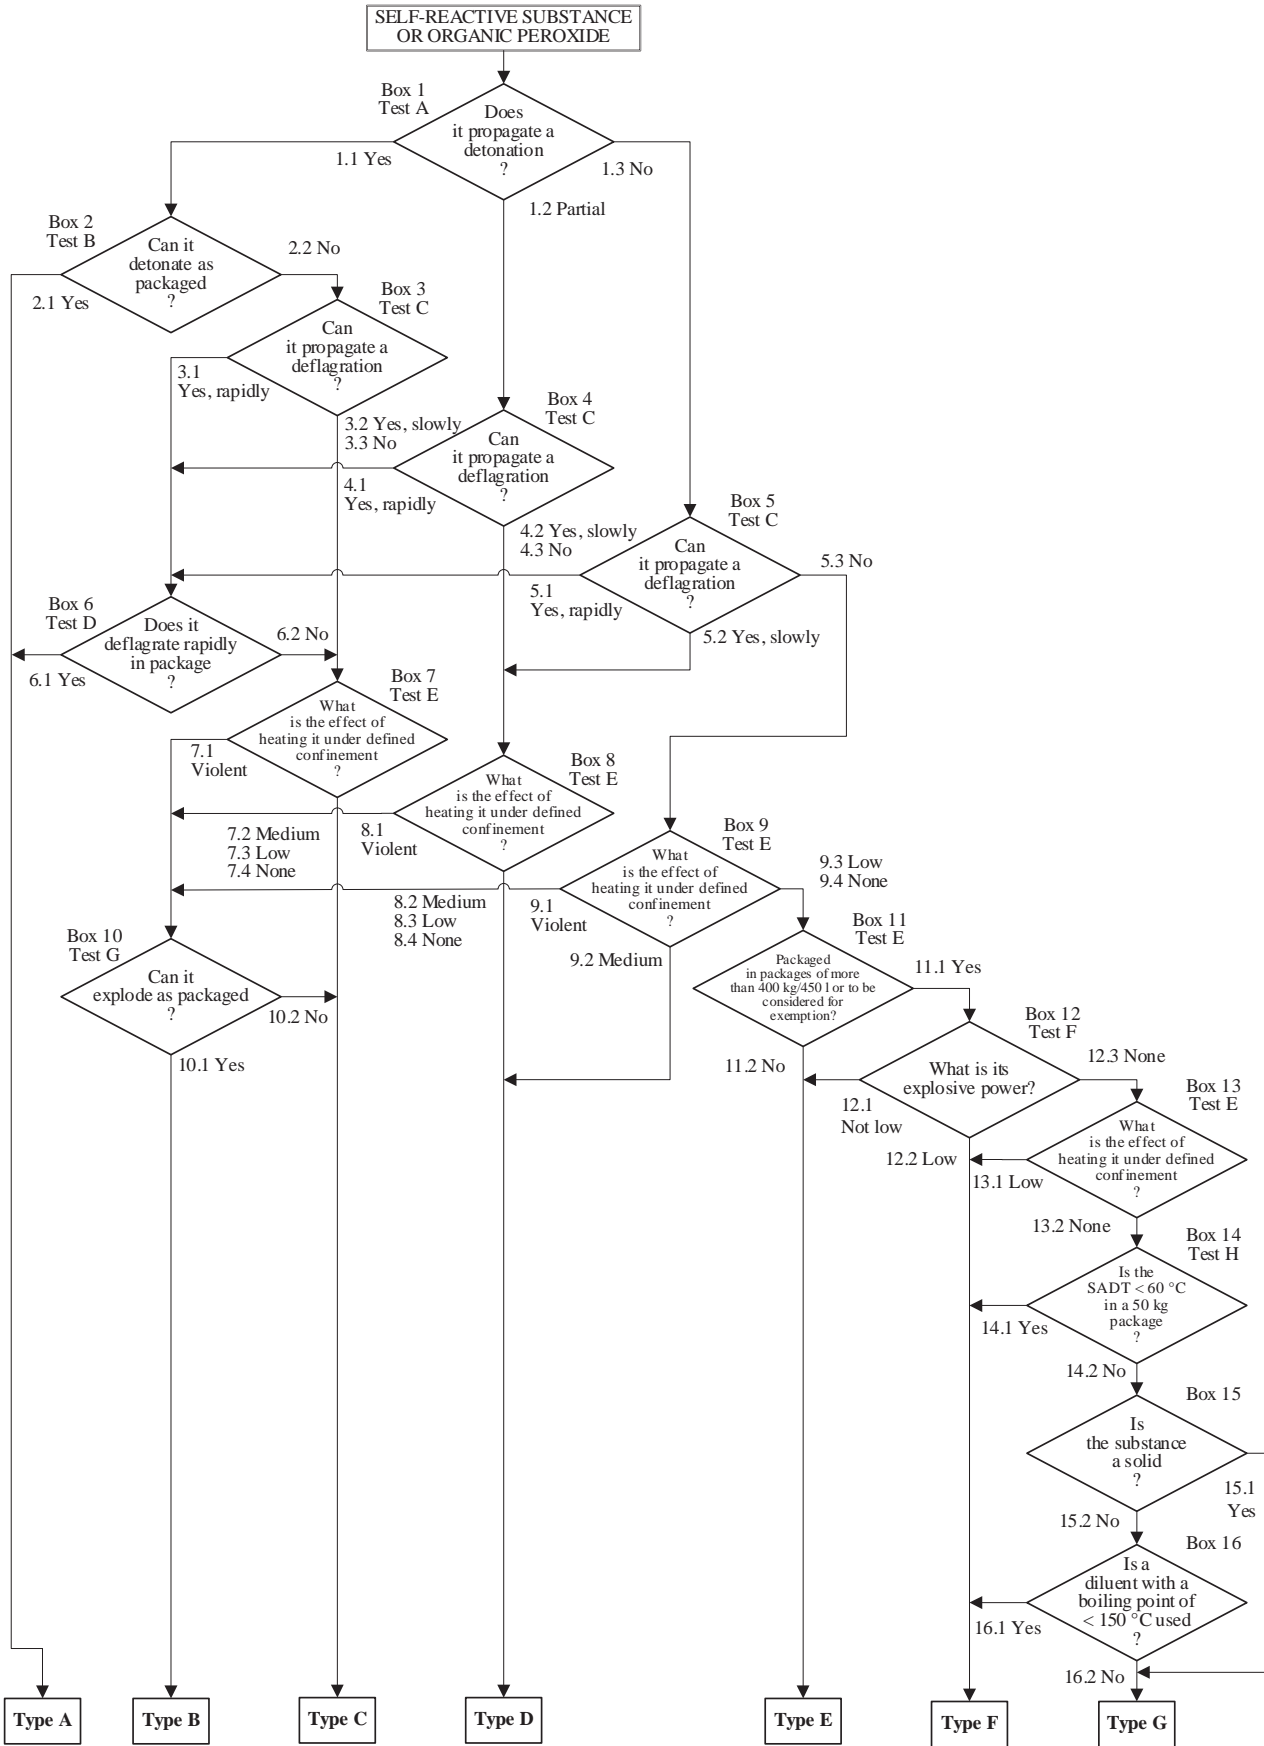 SELF-REACTIVE SUBSTANCE
OR ORGANIC PEROXIDE
Box 1
Test A
Does
it propagate a
detonation
?
1.1 Yes
1.3 No
1.2 Partial
Box 2
Test B
Can it
detonate as
packaged
?
2.2 No
2.1 Yes
Box 3
Test C
Can
it propagate a
deflagration
?
3.1
Yes, rapidly
3.2 Yes, slowly
3.3 No
Box 4
Test C
Can
it propagate a
deflagration
?
4.1
Yes, rapidly
4.2 Yes, slowly
4.3 No
Box 5
Test C
Can
it propagate a
deflagration
?
5.3 No
5.1
Yes, rapidly
5.2 Yes, slowly
Box 6
Test D
Does it
deflagrate rapidly
in package
?
6.2 No
6.1 Yes
Box 7
Test E
What
is the effect of
heating it under defined
confinement
?
7.1
Violent
7.2 Medium
7.3 Low
7.4 None
Box 8
Test E
What
is the effect of
heating it under defined
confinement
?
8.1
Violent
8.2 Medium
8.3 Low
8.4 None
Box 9
Test E
What
is the effect of
heating it under defined
confinement
?
9.3 Low
9.4 None
9.1
Violent
9.2 Medium
Box 10
Test G
Can it
explode as packaged
?
10.2 No
10.1 Yes
Box 11
Test E
Packaged
in packages of more
than 400 kg/450 l or to be
considered for
exemption?
11.1 Yes
11.2 No
Box 12
Test F
What is its
explosive power?
12.3 None
12.1
Not low
12.2 Low
Box 13
Test E
What
is the effect of
heating it under defined
confinement
?
13.1 Low
13.2 None
Box 14
Test H
Is the
SADT < 60 °C
in a 50 kg
package
?
14.1 Yes
14.2 No
Box 15
Is
the substance
a solid
?
15.1
Yes
15.2 No
Box 16
Is a
diluent with a
boiling point of
< 150 °C used
?
16.1 Yes
16.2 No
Type A
Type B
Type C
Type D
Type E
Type F
Type G